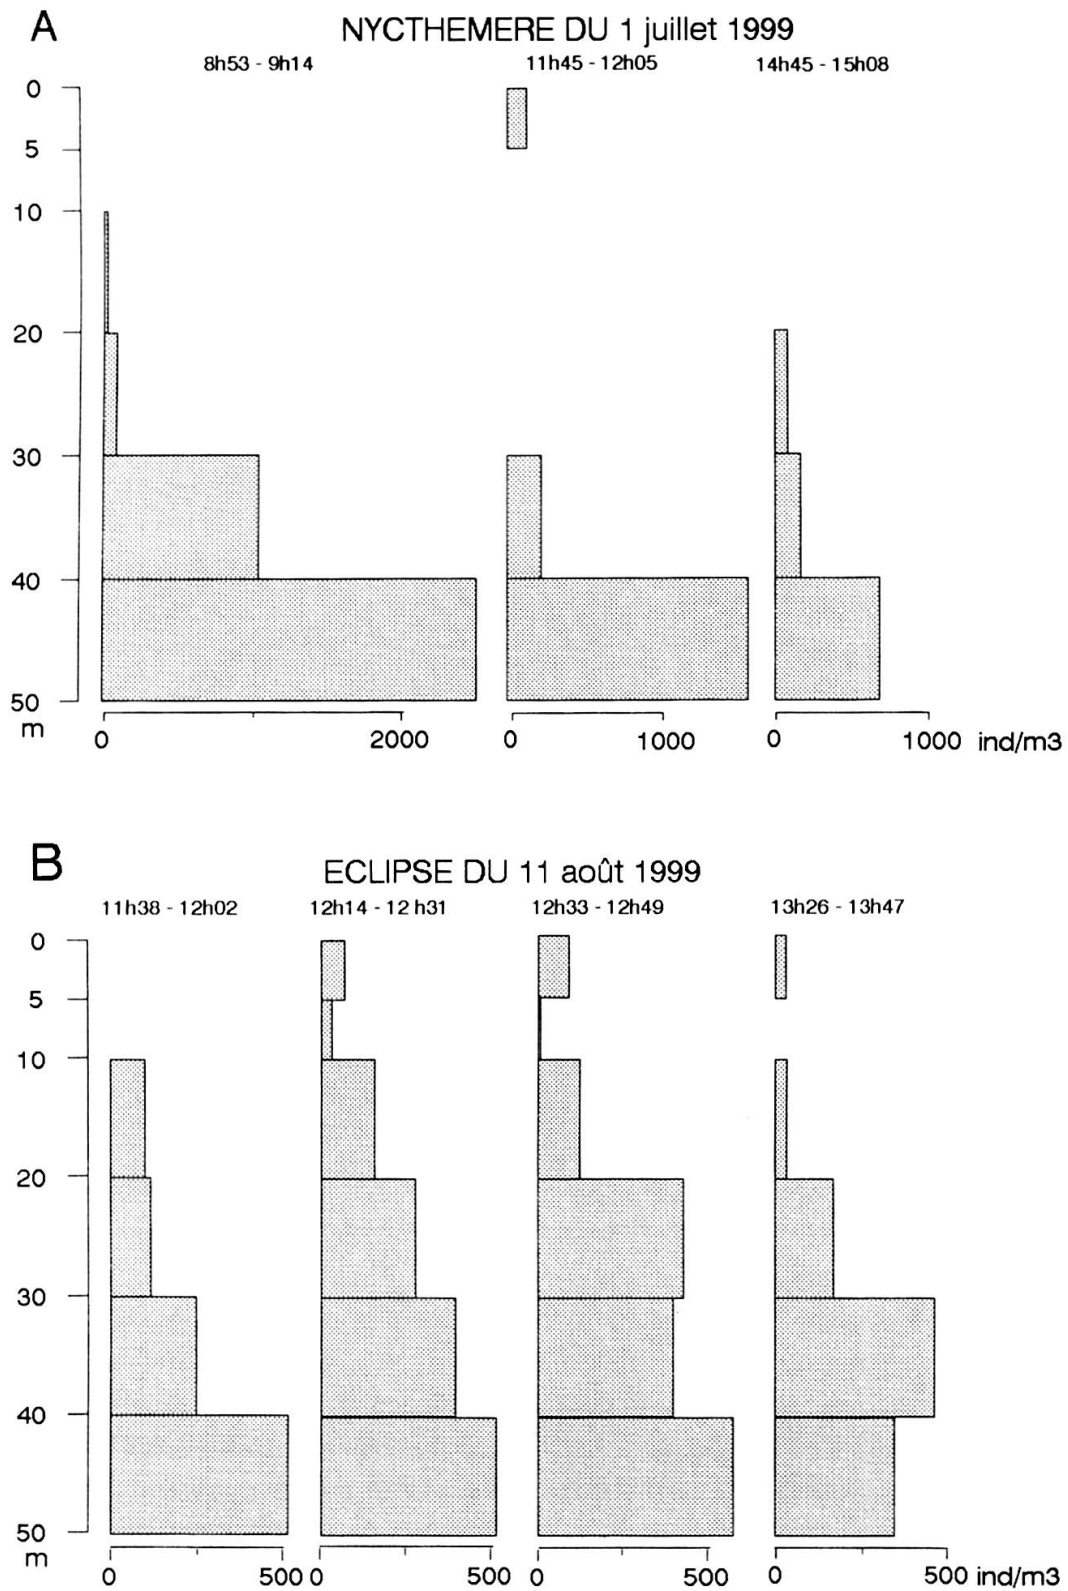 A
NYCTHEMERE DU 1 juillet 1999
8h53 - 9h14 11h45 - 12h05 14h45 - 15h08
0
5
10
20
30
40
50
m
0 2000 0 1000 0 1000 ind/m3
B
ECLIPSE DU 11 août 1999
11h38 - 12h02 12h14 - 12h31 12h33 - 12h49 13h26 - 13h47
0
5
10
20
30
40
50
m
0 500 0 500 0 500 0 500 ind/m3